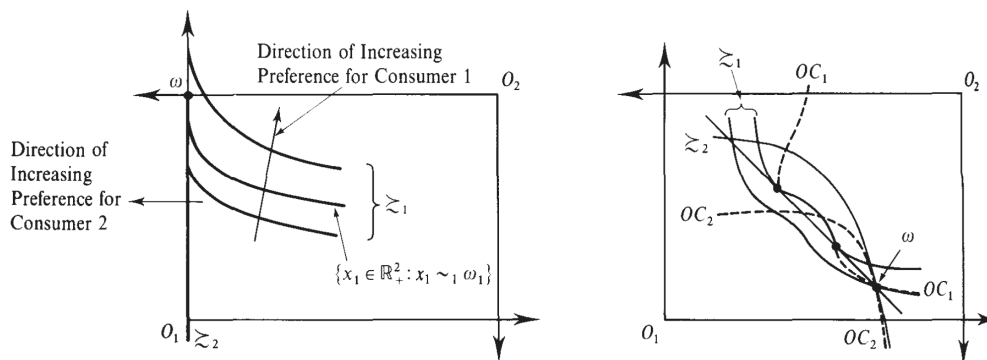 Direction of Increasing
Preference for Consumer 1
ω
O₂
Direction of
Increasing
Preference for
Consumer 2
≿₁
{x₁ ∈ ℝ²₊: x₁ ~₁ ω₁}
O₁
≿₂
≿₁
OC₁
O₂
≿₂
OC₂
ω
OC₁
O₁
OC₂